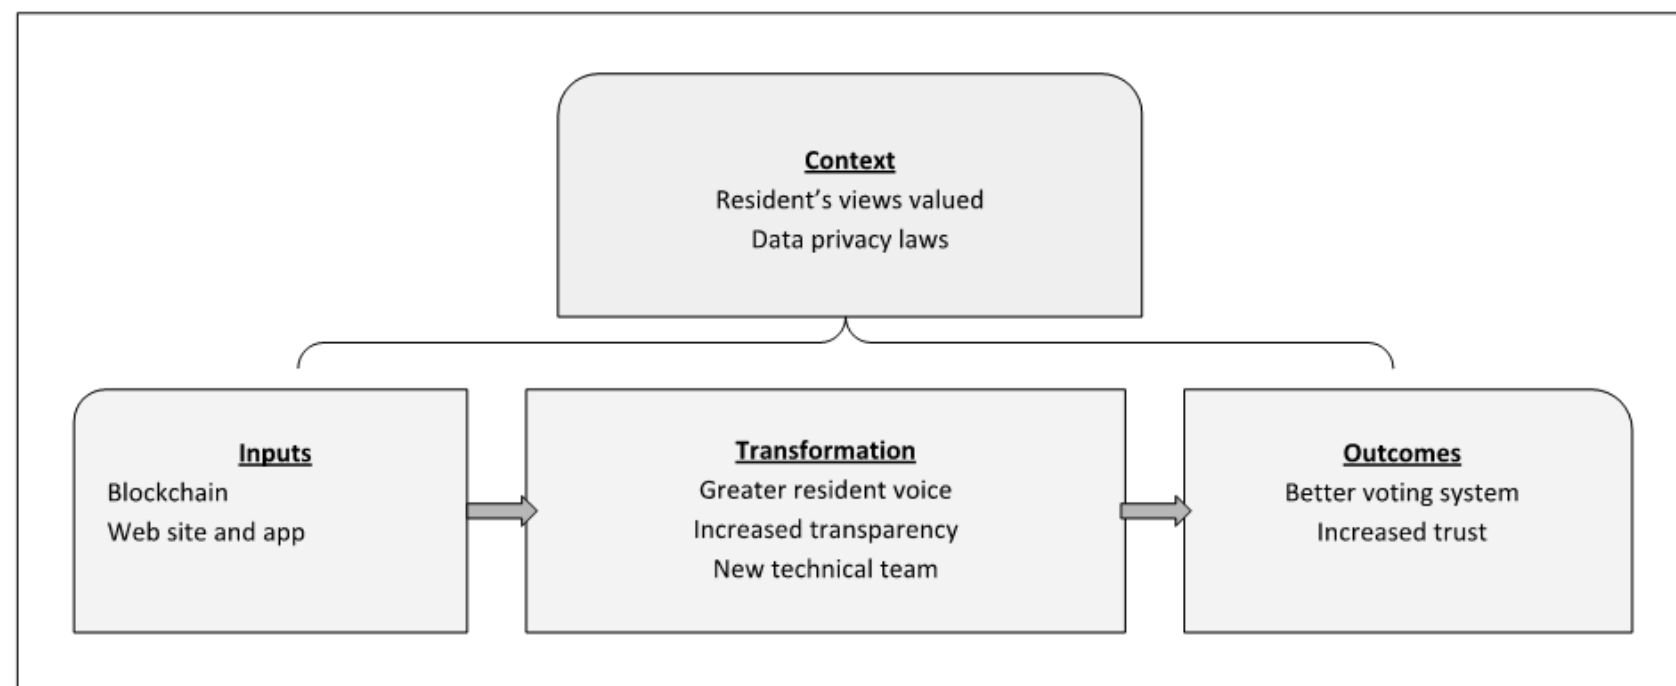 Context
Resident’s views valued
Data privacy laws
Inputs
Blockchain
Web site and app
Transformation
Greater resident voice
Increased transparency
New technical team
Outcomes
Better voting system
Increased trust